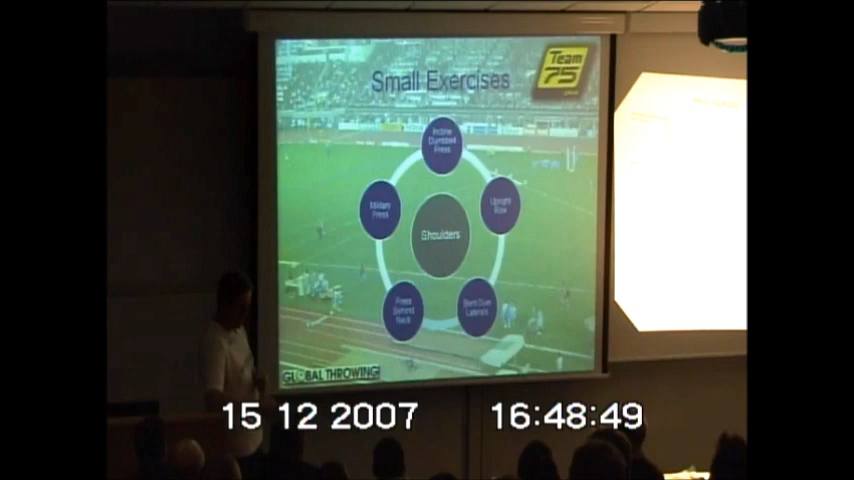 Team
75
Small Exercises
Incline
Dumbbell
Press
Military
Press
Upright
Row
Shoulders
Press
Behind
Neck
Bent Over
Laterals
GLOBAL THROWING
15 12 2007 16:48:49